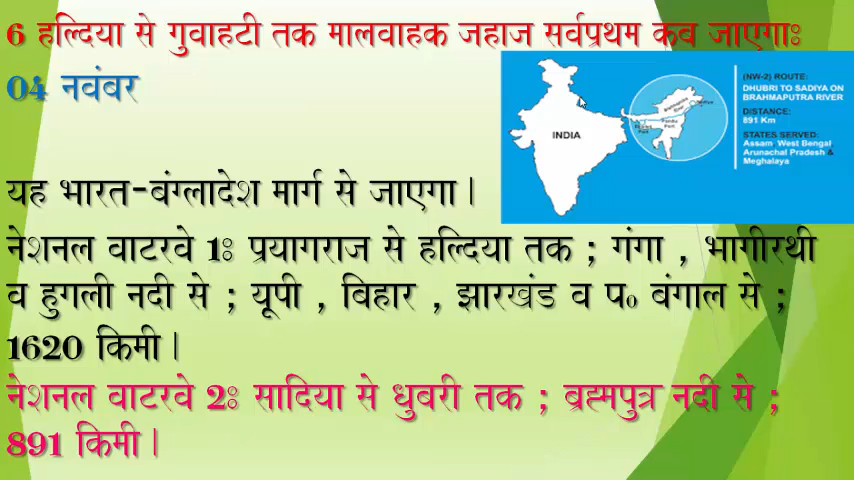 6 हल्दिया से गुवाहटी तक मालवाहक जहाज सर्वप्रथम कब जाएगाः
04 नवंबर
INDIA
(NW-2) ROUTE:
DHUBRI TO SADIYA ON
BRAHMAPUTRA RIVER
DISTANCE:
891 Km
STATES SERVED:
Assam West Bengal,
Arunachal Pradesh &
Meghalaya
यह भारत-बंग्लादेश मार्ग से जाएगा।
नेशनल वाटरवे 1ः प्रयागराज से हल्दिया तक ; गंगा , भागीरथी
व हुगली नदी से ; यूपी , बिहार , झारखंड व प० बंगाल से ;
1620 किमी।
नेशनल वाटरवे 2ः सादिया से धुबरी तक ; ब्रह्मपुत्र नदी से ;
891 किमी।